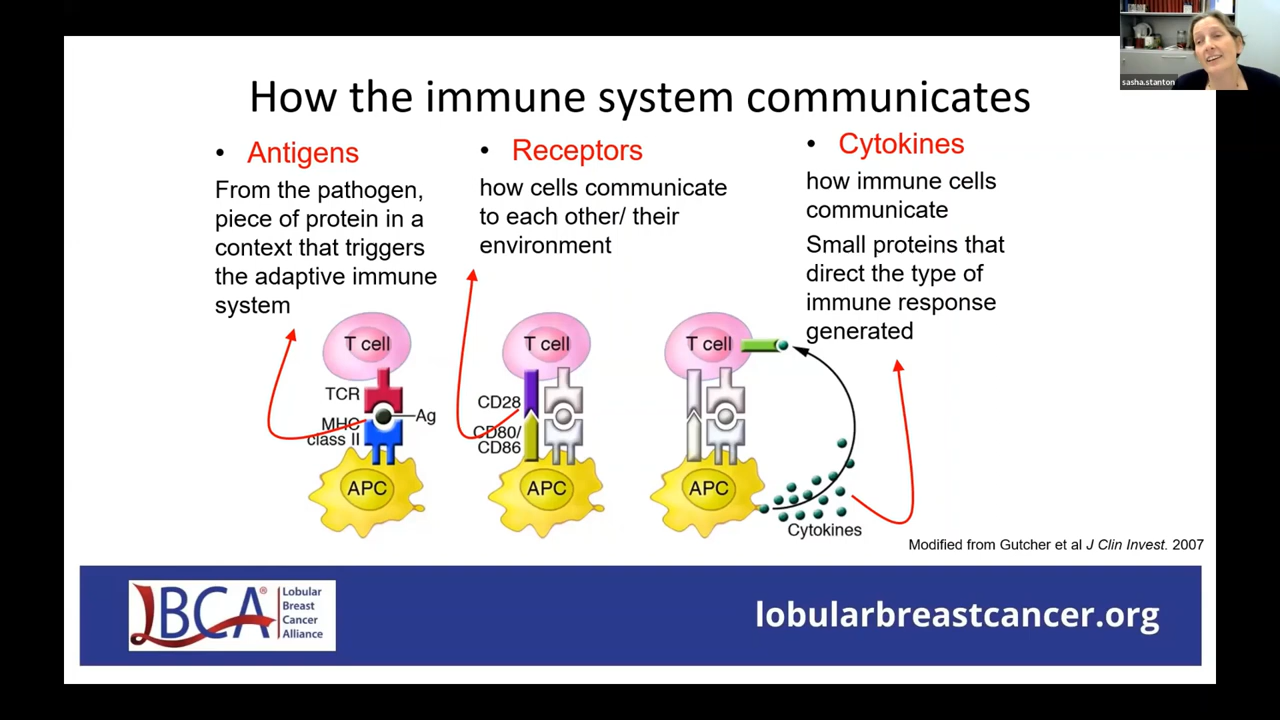 sasha.stanton
How the immune system communicates
• Antigens
From the pathogen,
piece of protein in a
context that triggers
the adaptive immune
system
• Receptors
how cells communicate
to each other/ their
environment
• Cytokines
how immune cells
communicate
Small proteins that
direct the type of
immune response
generated
T cell
TCR
Ag
MHC
class II
APC
T cell
CD28
CD80/
CD86
APC
T cell
APC
Cytokines
Modified from Gutcher et al J Clin Invest. 2007
LBCA®
Lobular
Breast
Cancer
Alliance
lobularbreastcancer.org